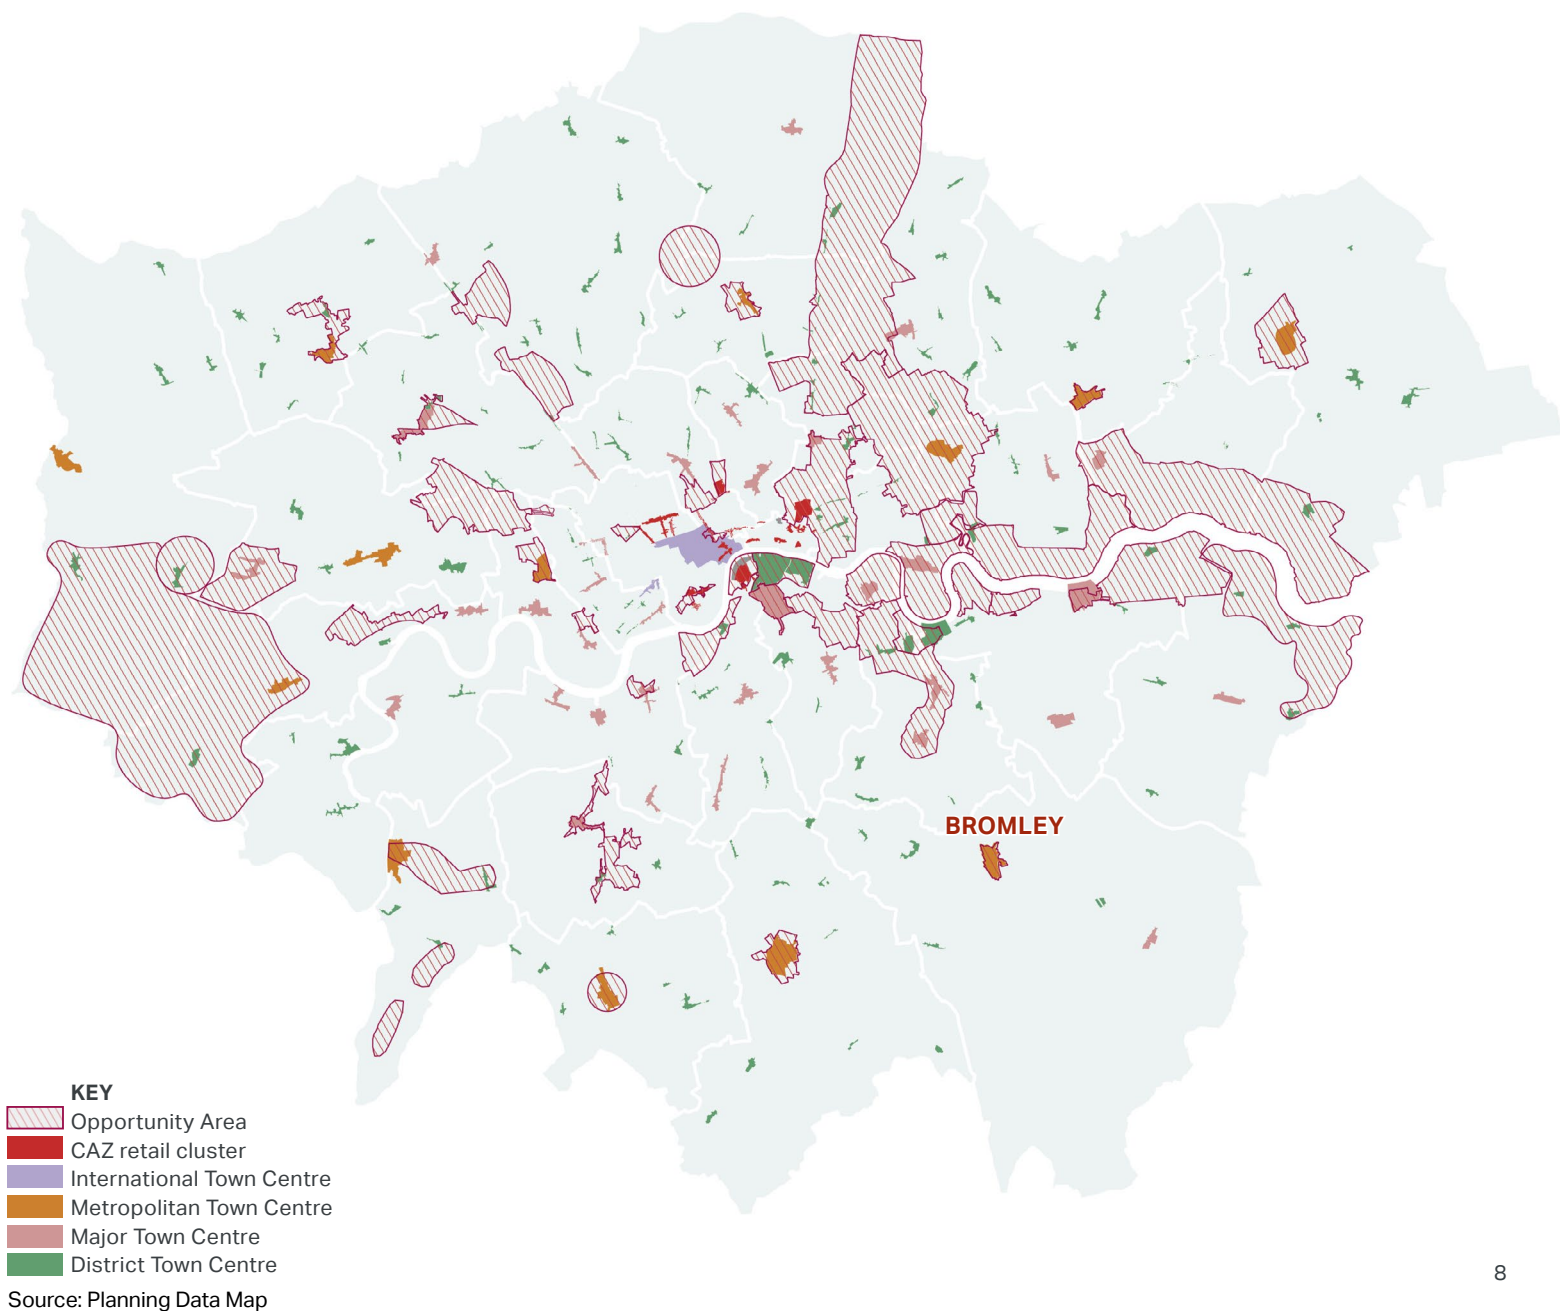 BROMLEY
KEY
Opportunity Area
CAZ retail cluster
International Town Centre
Metropolitan Town Centre
Major Town Centre
District Town Centre
Source: Planning Data Map
8